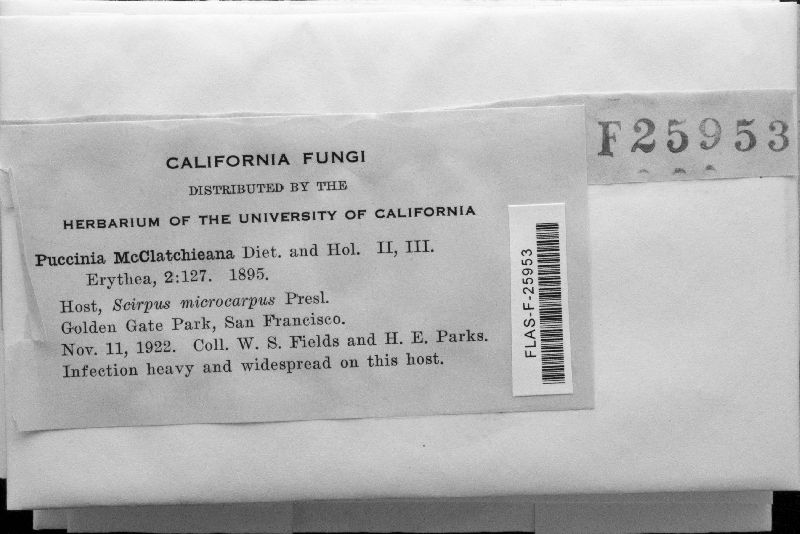 F25953
CALIFORNIA FUNGI
DISTRIBUTED BY THE
HERBARIUM OF THE UNIVERSITY OF CALIFORNIA
Puccinia McClatchieana Diet. and Hol. II, III.
Erythea, 2:127. 1895.
Host, Scirpus microcarpus Presl.
Golden Gate Park, San Francisco.
Nov. 11, 1922. Coll. W. S. Fields and H. E. Parks.
Infection heavy and widespread on this host.
FLAS-F-25953